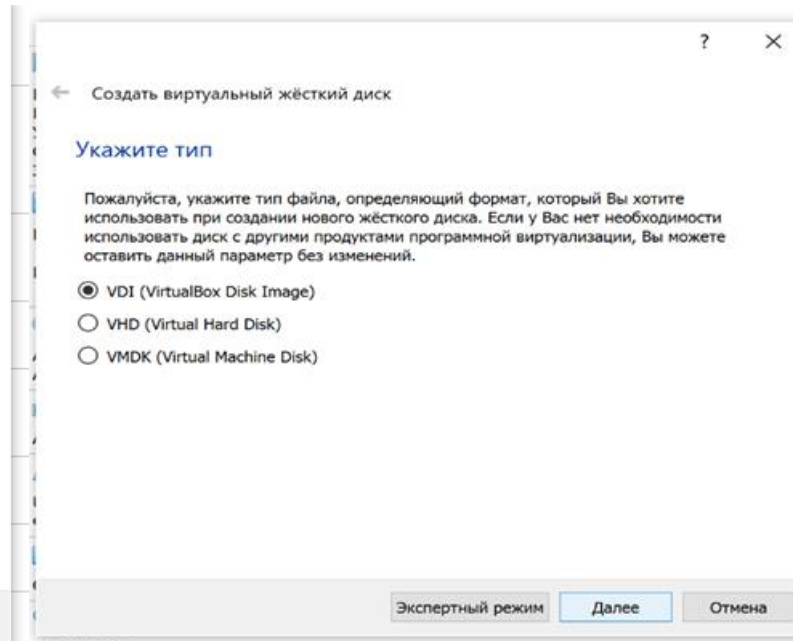 ?
Создать виртуальный жёсткий диск
Укажите тип
Пожалуйста, укажите тип файла, определяющий формат, который Вы хотите
использовать при создании нового жёсткого диска. Если у Вас нет необходимости
использовать диск с другими продуктами программной виртуализации, Вы можете
оставить данный параметр без изменений.
VDI (VirtualBox Disk Image)
VHD (Virtual Hard Disk)
VMDK (Virtual Machine Disk)
Экспертный режим Далее Отмена